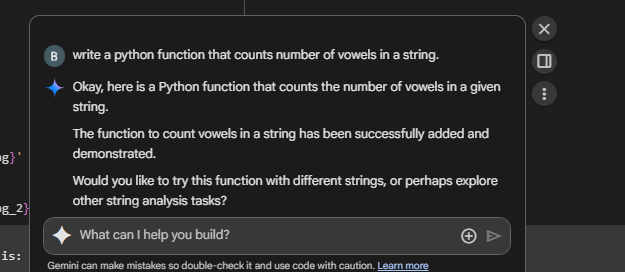 B write a python function that counts number of vowels in a string.
Okay, here is a Python function that counts the number of vowels in a given
string.
The function to count vowels in a string has been successfully added and
demonstrated.
g}'
Would you like to try this function with different strings, or perhaps explore
other string analysis tasks?
g_2}
What can I help you build?
is:
Gemini can make mistakes so double-check it and use code with caution. Learn more